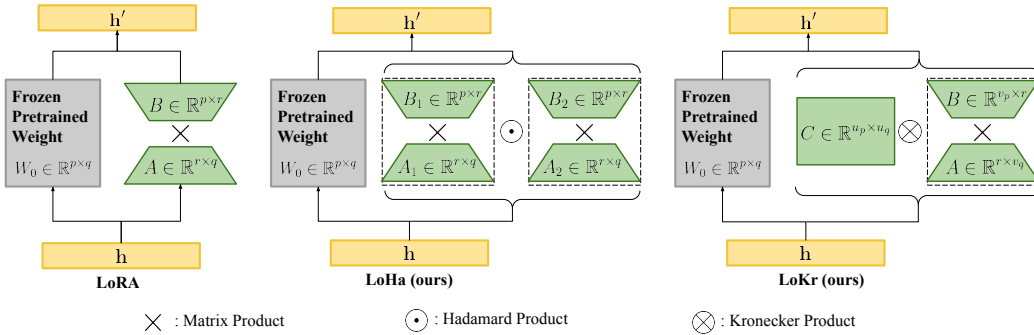 h′
Frozen
Pretrained
Weight
W₀ ∈ ℝ^{p×q}
B ∈ ℝ^{p×r}
×
A ∈ ℝ^{r×q}
h
LoRA
h′
Frozen
Pretrained
Weight
W₀ ∈ ℝ^{p×q}
B₁ ∈ ℝ^{p×r}
×
A₁ ∈ ℝ^{r×q}
⊙
B₂ ∈ ℝ^{p×r}
×
A₂ ∈ ℝ^{r×q}
h
LoHa (ours)
h′
Frozen
Pretrained
Weight
W₀ ∈ ℝ^{p×q}
C ∈ ℝ^{u_p×u_q}
⊗
B ∈ ℝ^{v_p×r}
×
A ∈ ℝ^{r×v_q}
h
LoKr (ours)
× : Matrix Product ⊙ : Hadamard Product ⊗ : Kronecker Product